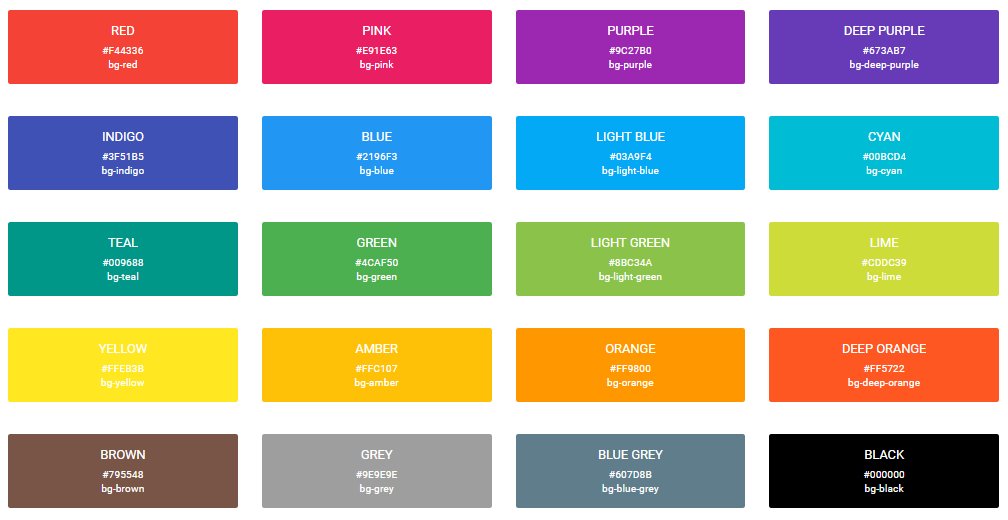 RED
#F44336
bg-red
PINK
#E91E63
bg-pink
PURPLE
#9C27B0
bg-purple
DEEP PURPLE
#673AB7
bg-deep-purple
INDIGO
#3F51B5
bg-indigo
BLUE
#2196F3
bg-blue
LIGHT BLUE
#03A9F4
bg-light-blue
CYAN
#00BCD4
bg-cyan
TEAL
#009688
bg-teal
GREEN
#4CAF50
bg-green
LIGHT GREEN
#8BC34A
bg-light-green
LIME
#CDDC39
bg-lime
YELLOW
#FFEB3B
bg-yellow
AMBER
#FFC107
bg-amber
ORANGE
#FF9800
bg-orange
DEEP ORANGE
#FF5722
bg-deep-orange
BROWN
#795548
bg-brown
GREY
#9E9E9E
bg-grey
BLUE GREY
#607D8B
bg-blue-grey
BLACK
#000000
bg-black